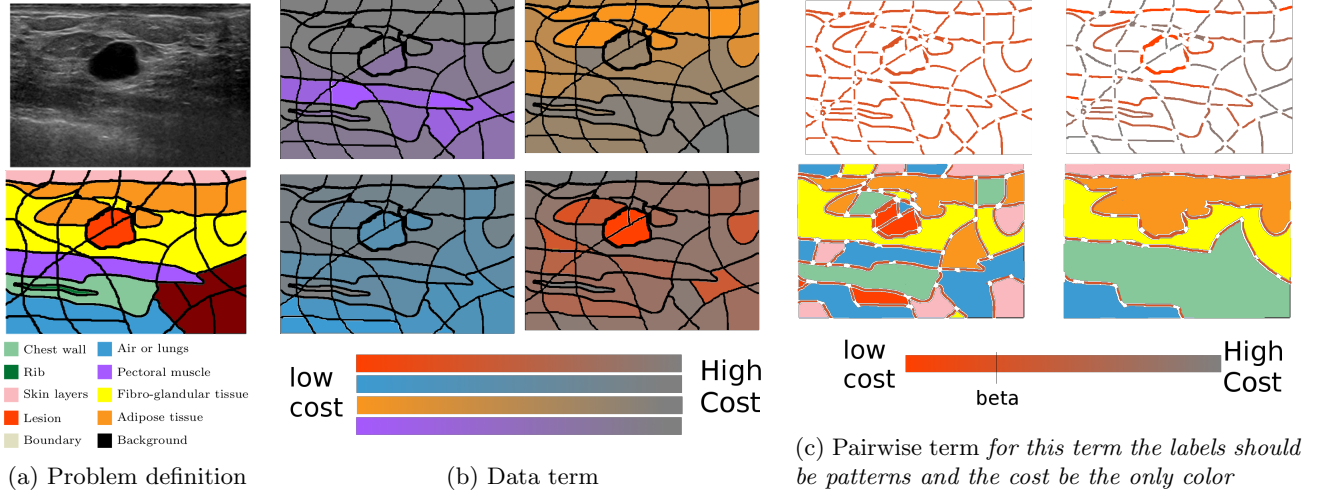 Chest wall
Air or lungs
Rib
Pectoral muscle
Skin layers
Fibro-glandular tissue
Lesion
Adipose tissue
Boundary
Background
(a) Problem definition
low
cost
High
Cost
(b) Data term
low
cost
High
Cost
beta
(c) Pairwise term for this term the labels should
be patterns and the cost be the only color